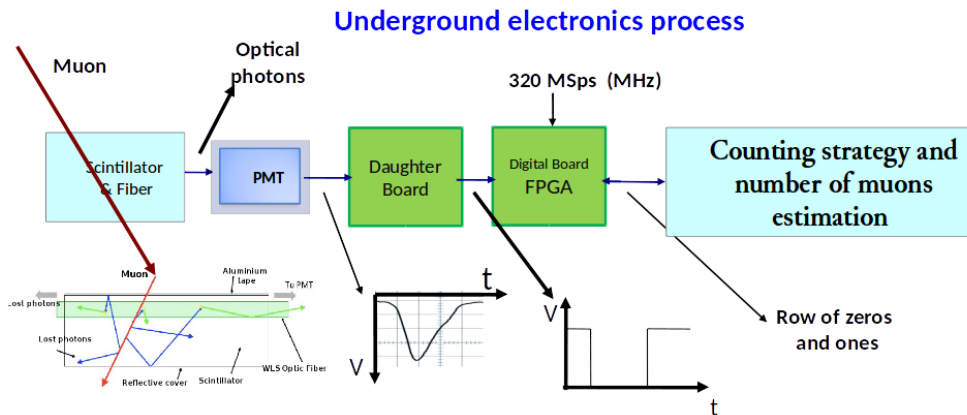 Underground electronics process
Muon
Optical
photons
320 MSps (MHz)
Scintillator
& Fiber
PMT
Daughter
Board
Digital Board
FPGA
Counting strategy and
number of muons
estimation
Muon
Aluminium
tape
To PMT
Lost photons
Lost photons
Reflective cover
Scintillator
WLS Optic Fiber
t
V
V
t
Row of zeros
and ones